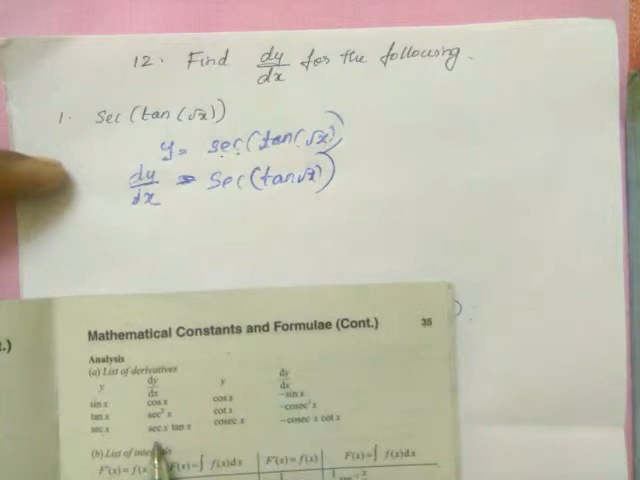 12. Find dy/dx for the following.
1. sec(tan(√x))
y = sec(tan(√x))
dy/dx = sec(tan√x)
Mathematical Constants and Formulae (Cont.) 35
Analysis
(a) List of derivatives
y dy/dx y dy/dx
sin x cos x cos x −sin x
tan x sec² x cot x −cosec² x
sec x sec x tan x cosec x −cosec x cot x
(b) List of
F'(x) = f(x) F(x) = ∫ f(x)dx F'(x) = f(x) F(x) = ∫ f(x)dx